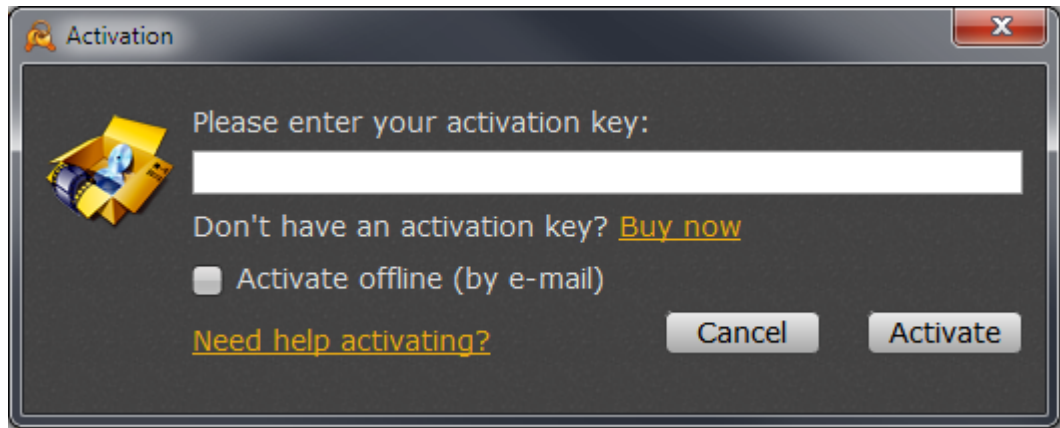 Activation
Please enter your activation key:
Don't have an activation key? Buy now
Activate offline (by e-mail)
Need help activating?
Cancel
Activate